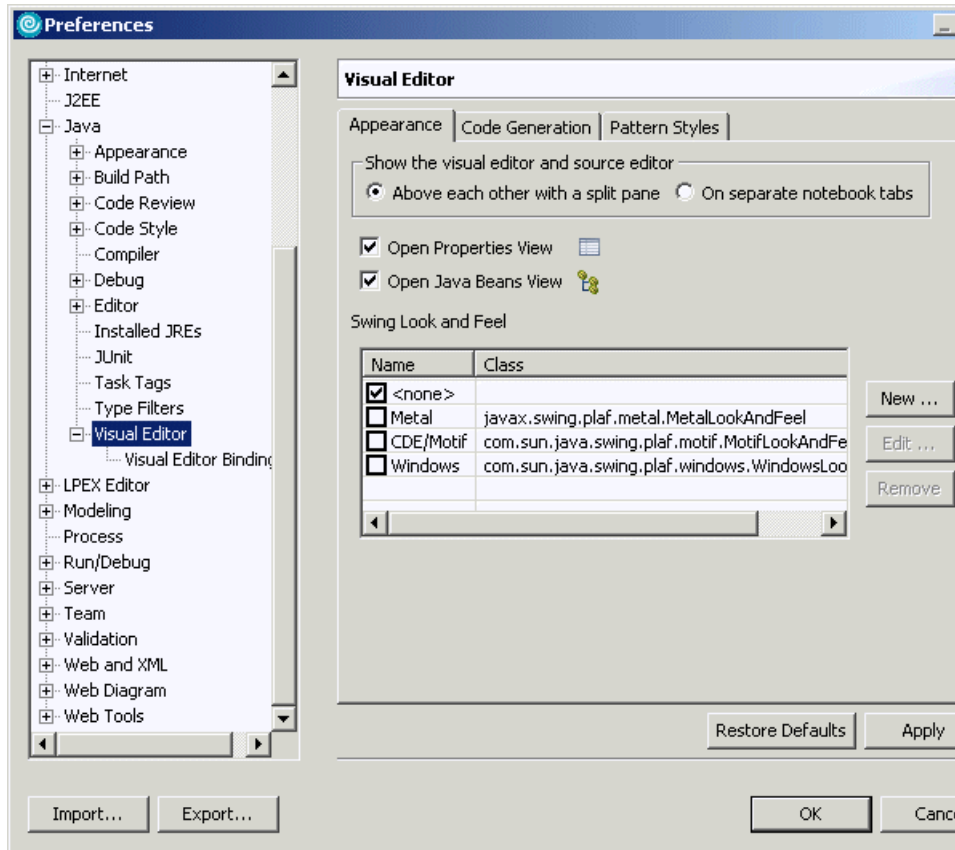 Preferences
Internet
J2EE
Java
Appearance
Build Path
Code Review
Code Style
Compiler
Debug
Editor
Installed JREs
JUnit
Task Tags
Type Filters
Visual Editor
Visual Editor Binding
LPEX Editor
Modeling
Process
Run/Debug
Server
Team
Validation
Web and XML
Web Diagram
Web Tools
Visual Editor
Appearance Code Generation Pattern Styles
Show the visual editor and source editor
Above each other with a split pane On separate notebook tabs
Open Properties View
Open Java Beans View
Swing Look and Feel
Name Class
<none>
Metal javax.swing.plaf.metal.MetalLookAndFeel
CDE/Motif com.sun.java.swing.plaf.motif.MotifLookAndFe
Windows com.sun.java.swing.plaf.windows.WindowsLoo
New ...
Edit ...
Remove
Restore Defaults Apply
Import... Export... OK Canc